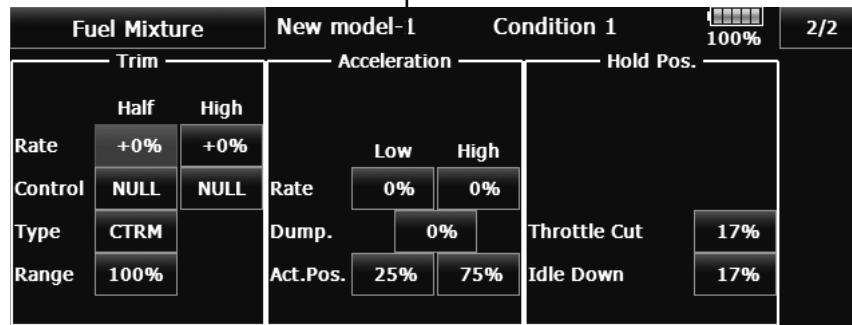 Fuel Mixture New model-1 Condition 1 100% 2/2
Trim
Half High
Rate +0% +0%
Control NULL NULL
Type CTRM
Range 100%
Acceleration
Low High
Rate 0% 0%
Dump. 0%
Act.Pos. 25% 75%
Hold Pos.
Throttle Cut 17%
Idle Down 17%